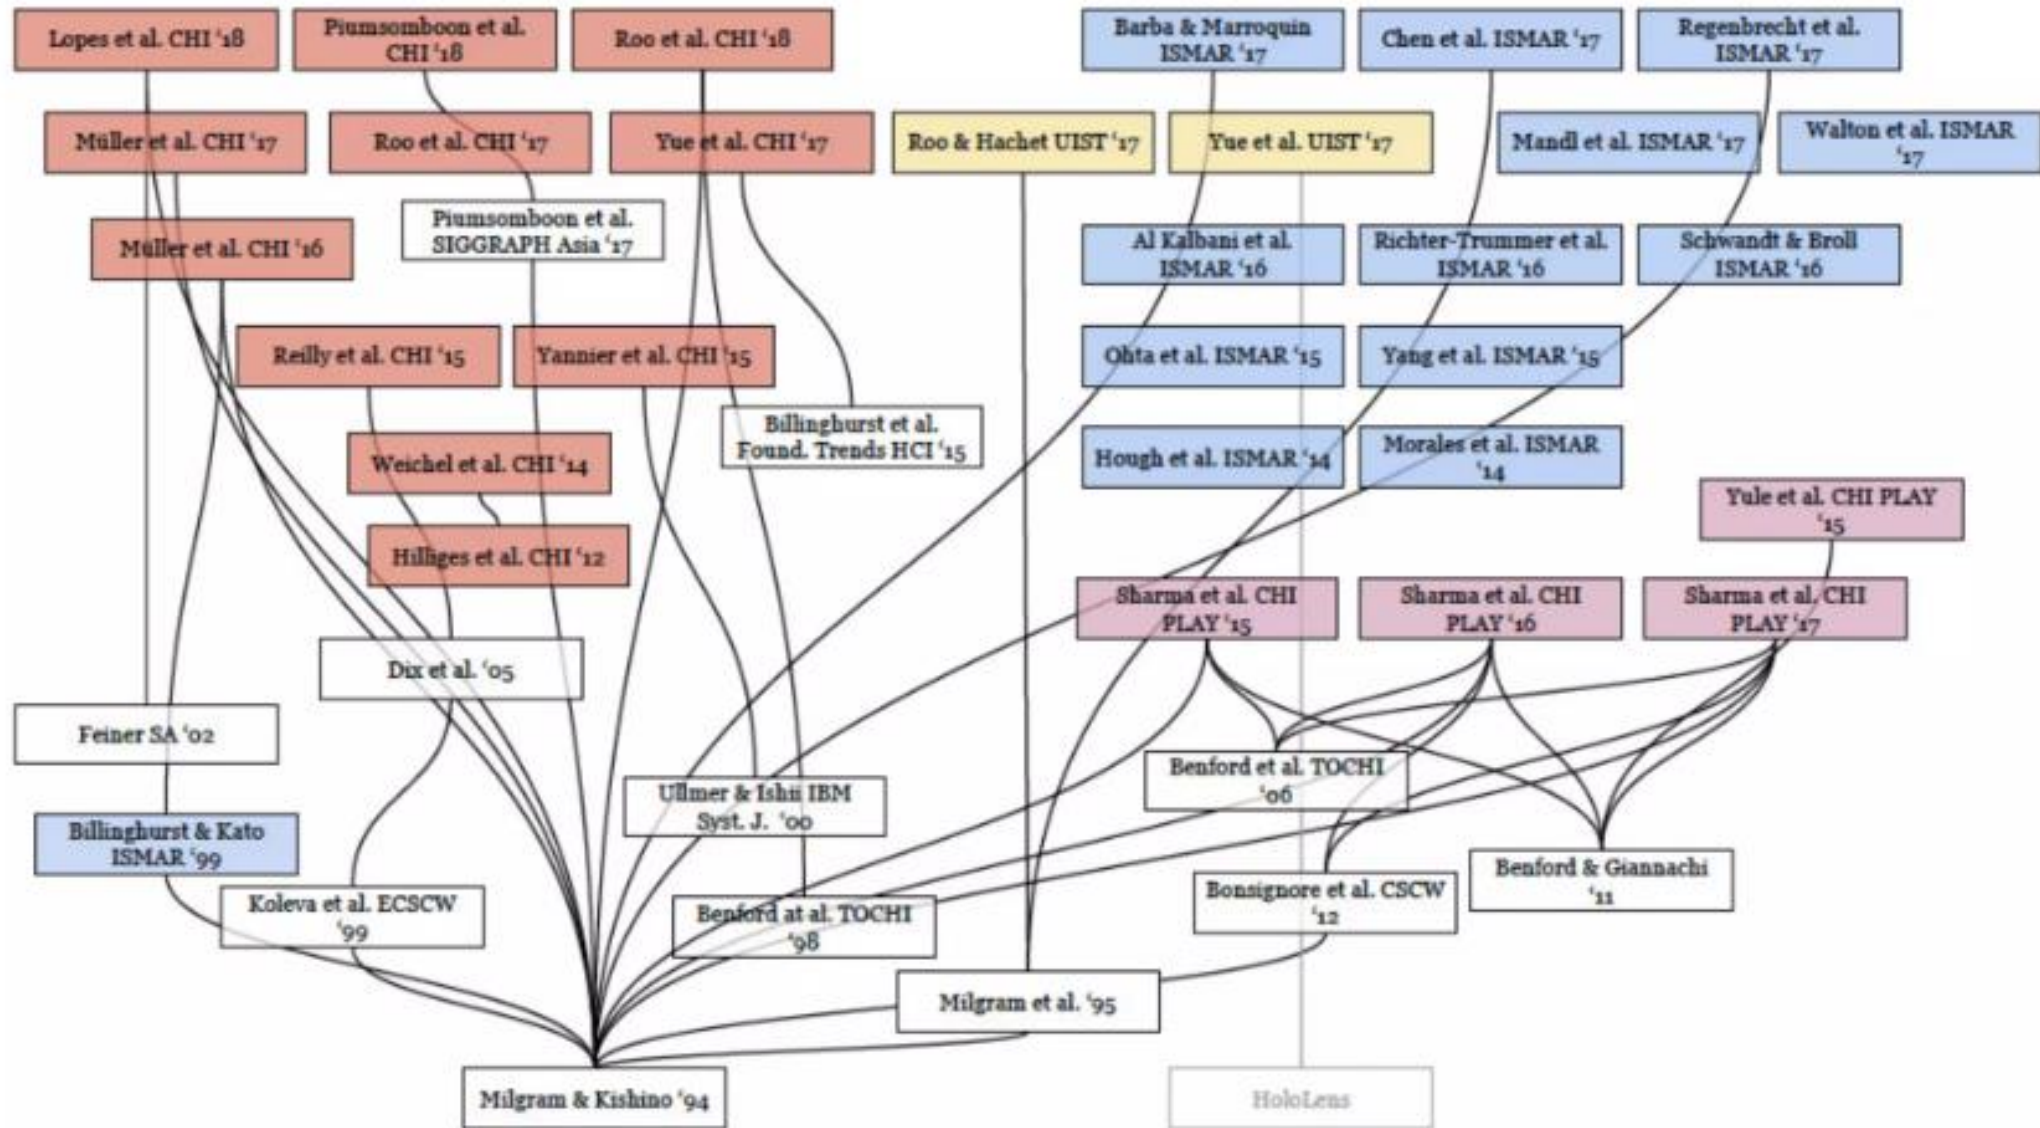 Lopes et al. CHI ‘18
Piumsomboon et al.
CHI ‘18
Roo et al. CHI ‘18
Barba & Marroquin
ISMAR ‘17
Chen et al. ISMAR ‘17
Regenbrecht et al.
ISMAR ‘17
Müller et al. CHI ‘17
Roo et al. CHI ‘17
Yue et al. CHI ‘17
Roo & Hachet UIST ‘17
Yue et al. UIST ‘17
Mandl et al. ISMAR ‘17
Walton et al. ISMAR
‘17
Müller et al. CHI ‘16
Piumsomboon et al.
SIGGRAPH Asia ‘17
Al Kalbani et al.
ISMAR ‘16
Richter-Trummer et al.
ISMAR ‘16
Schwandt & Broll
ISMAR ‘16
Reilly et al. CHI ‘15
Yannier et al. CHI ‘15
Ohta et al. ISMAR ‘15
Yang et al. ISMAR ‘15
Billinghurst et al.
Found. Trends HCI ‘15
Weichel et al. CHI ‘14
Hough et al. ISMAR ‘14
Morales et al. ISMAR
‘14
Yule et al. CHI PLAY
‘15
Hilliges et al. CHI ‘12
Sharma et al. CHI
PLAY ‘15
Sharma et al. CHI
PLAY ‘16
Sharma et al. CHI
PLAY ‘17
Dix et al. ‘05
Feiner SA ‘02
Ullmer & Ishii IBM
Syst. J. ‘00
Benford et al. TOCHI
‘06
Billinghurst & Kato
ISMAR ‘99
Koleva et al. ECSCW
‘99
Benford at al. TOCHI
‘98
Bonsignore et al. CSCW
‘12
Benford & Giannachi
‘11
Milgram et al. ‘95
Milgram & Kishino ‘94
HoloLens